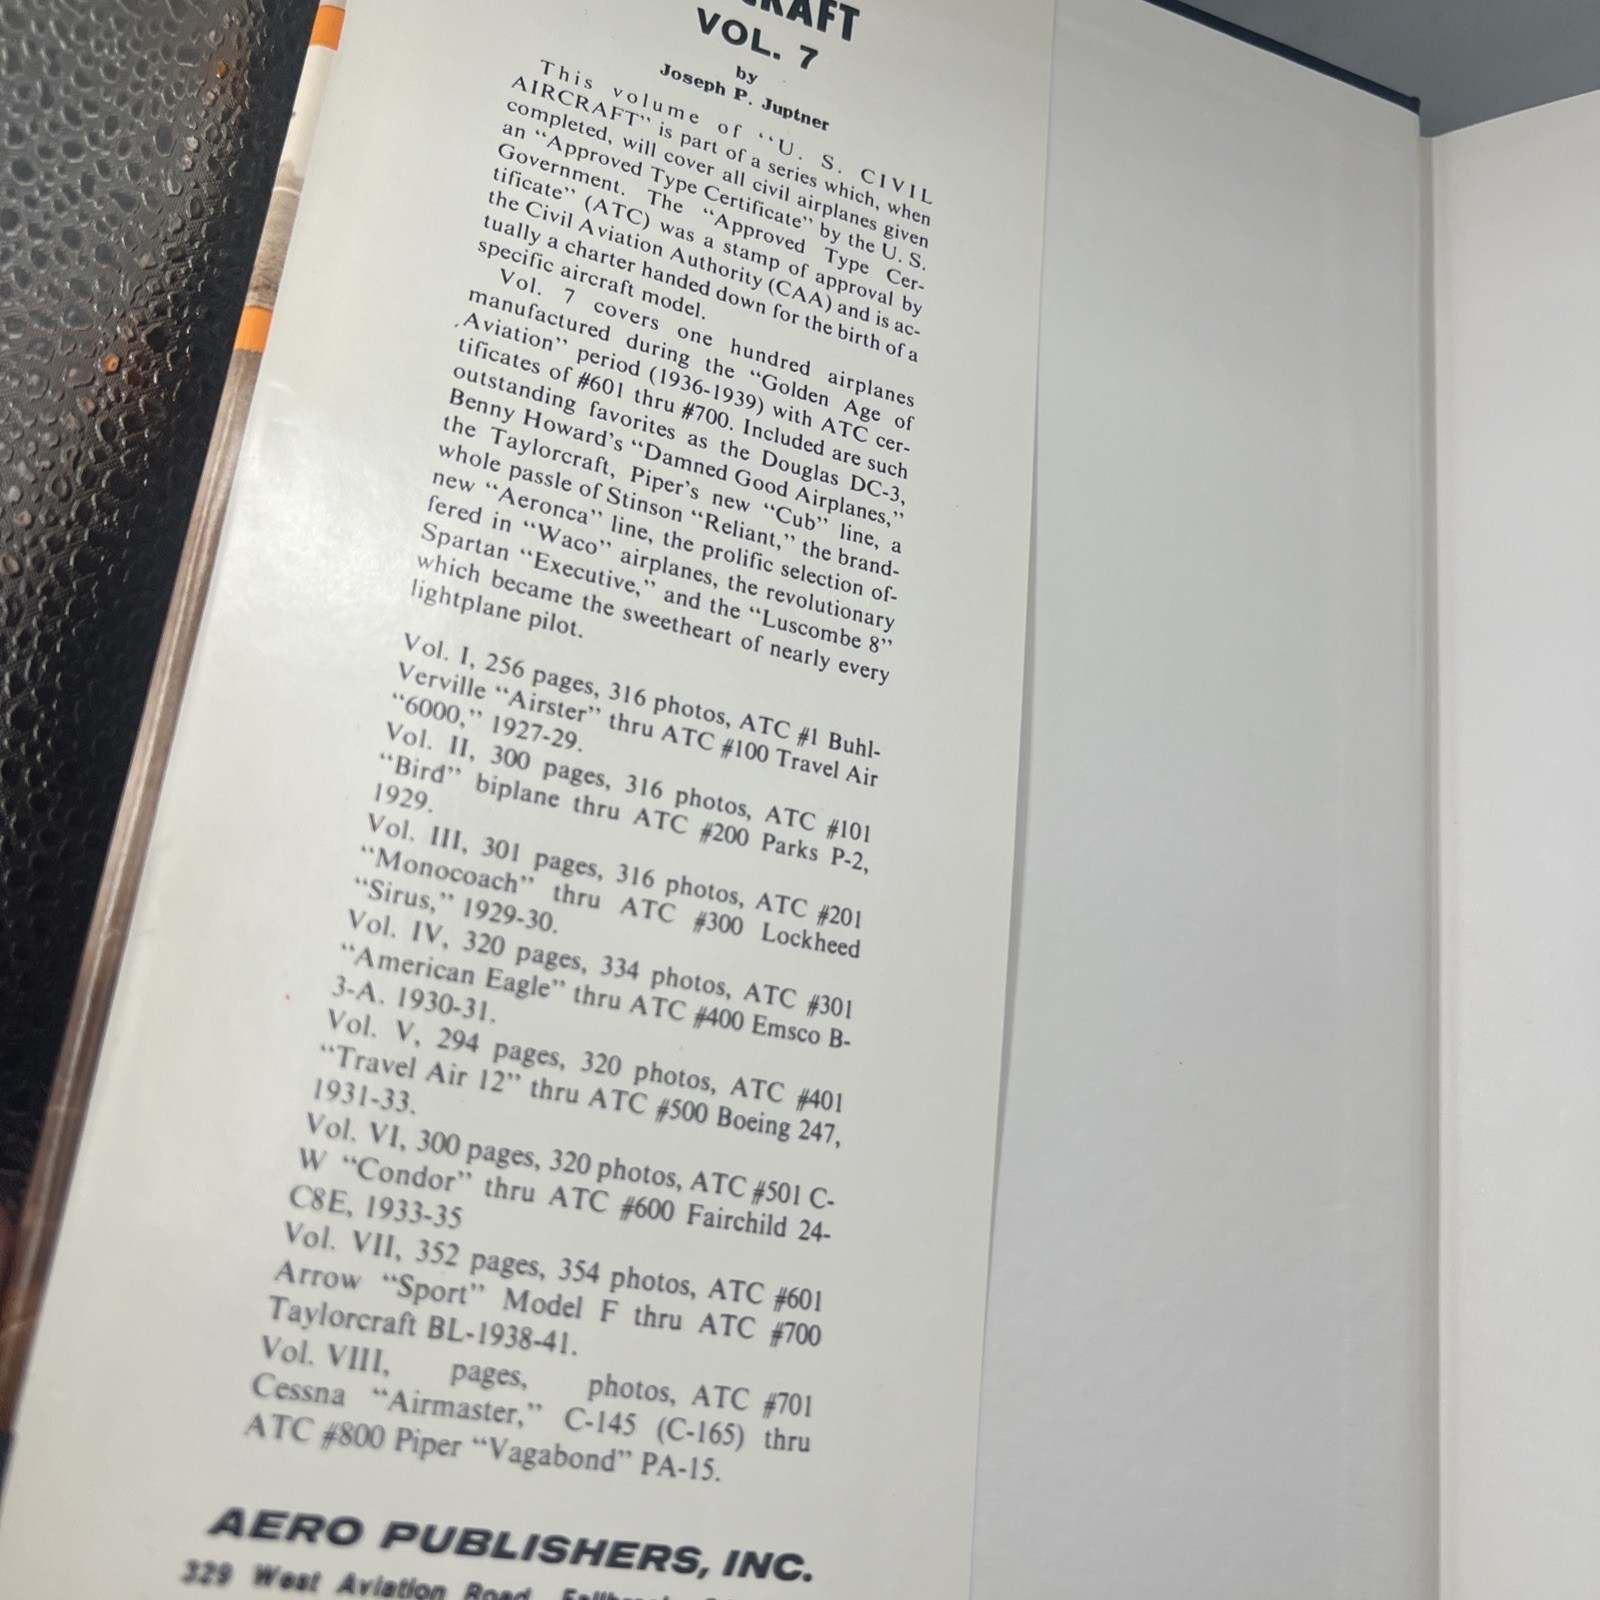 CRAFT
VOL. 7
by
Joseph P. Juptner
This volume of "U. S. CIVIL
AIRCRAFT" is part of a series which, when
completed, will cover all civil airplanes given
an "Approved Type Certificate" by the U. S.
Government. The "Approved Type Cer-
tificate" (ATC) was a stamp of approval by
the Civil Aviation Authority (CAA) and is ac-
tually a charter handed down for the birth of a
specific aircraft model.
Vol. 7 covers one hundred airplanes
manufactured during the "Golden Age of
Aviation" period (1936-1939) with ATC cer-
tificates of #601 thru #700. Included are such
outstanding favorites as the Douglas DC-3,
Benny Howard's "Damned Good Airplanes,"
the Taylorcraft, Piper's new "Cub" line, a
whole passle of Stinson "Reliant," the brand-
new "Aeronca" line, the prolific selection of-
fered in "Waco" airplanes, the revolutionary
Spartan "Executive," and the "Luscombe 8"
which became the sweetheart of nearly every
lightplane pilot.
Vol. I, 256 pages, 316 photos, ATC #1 Buhl-
Verville "Airster" thru ATC #100 Travel Air
"6000," 1927-29.
Vol. II, 300 pages, 316 photos, ATC #101
"Bird" biplane thru ATC #200 Parks P-2,
1929.
Vol. III, 301 pages, 316 photos, ATC #201
"Monocoach" thru ATC #300 Lockheed
"Sirus," 1929-30.
Vol. IV, 320 pages, 334 photos, ATC #301
"American Eagle" thru ATC #400 Emsco B-
3-A. 1930-31.
Vol. V, 294 pages, 320 photos, ATC #401
"Travel Air 12" thru ATC #500 Boeing 247,
1931-33.
Vol. VI, 300 pages, 320 photos, ATC #501 C-
W "Condor" thru ATC #600 Fairchild 24-
C8E, 1933-35
Vol. VII, 352 pages, 354 photos, ATC #601
Arrow "Sport" Model F thru ATC #700
Taylorcraft BL-1938-41.
Vol. VIII, pages, photos, ATC #701
Cessna "Airmaster," C-145 (C-165) thru
ATC #800 Piper "Vagabond" PA-15.
AERO PUBLISHERS, INC.
329 West Aviation Road,